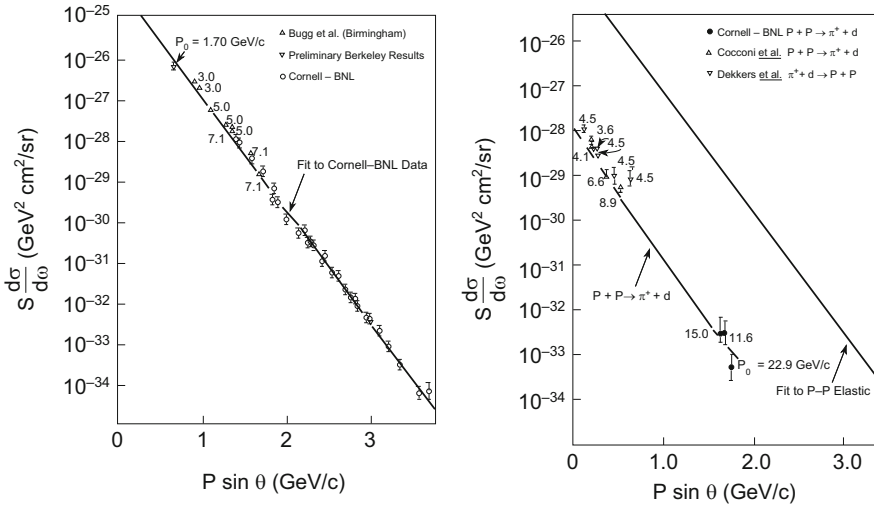 10⁻²⁵
10⁻²⁶
10⁻²⁷
10⁻²⁸
10⁻²⁹
10⁻³⁰
10⁻³¹
10⁻³²
10⁻³³
10⁻³⁴
S dσ/dω (GeV² cm²/sr)
P₀ = 1.70 GeV/c
Bugg et al. (Birmingham)
Preliminary Berkeley Results
Cornell – BNL
3.0
3.0
5.0
5.0
5.0
7.1
7.1
7.1
Fit to Cornell–BNL Data
0 1 2 3
P sin θ (GeV/c)
10⁻²⁶
10⁻²⁷
10⁻²⁸
10⁻²⁹
10⁻³⁰
10⁻³¹
10⁻³²
10⁻³³
10⁻³⁴
S dσ/dω (GeV² cm²/sr)
Cornell – BNL P + P → π⁺ + d
Cocconi et al. P + P → π⁺ + d
Dekkers et al. π⁺ + d → P + P
4.5
3.6
4.5
4.1
4.5
6.6
4.5
8.9
P + P → π⁺ + d
15.0
11.6
P₀ = 22.9 GeV/c
Fit to P–P Elastic
0 1.0 2.0 3.0
P sin θ (GeV/c)